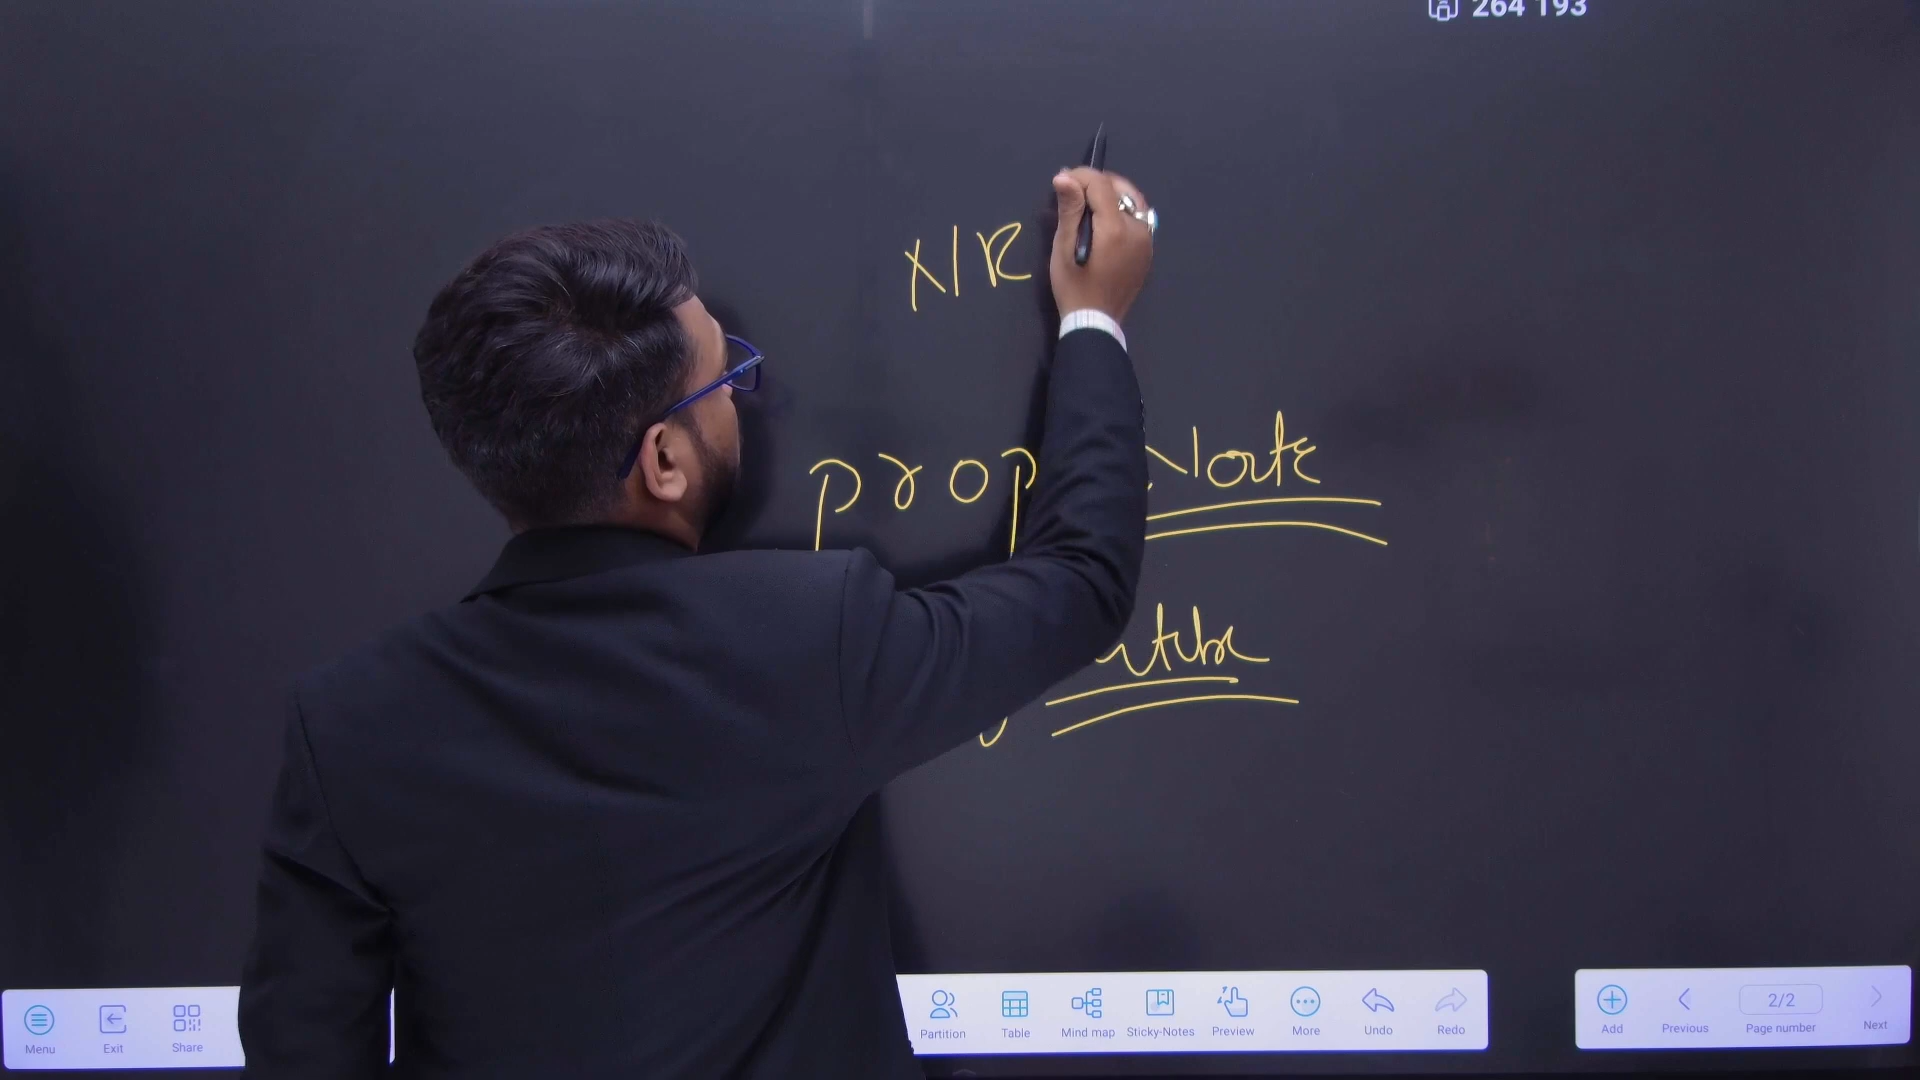 264 193
X/R
prop Note
Menu Exit Share Partition Table Mind map Sticky-Notes Preview More Undo Redo Add Previous 2/2 Page number Next